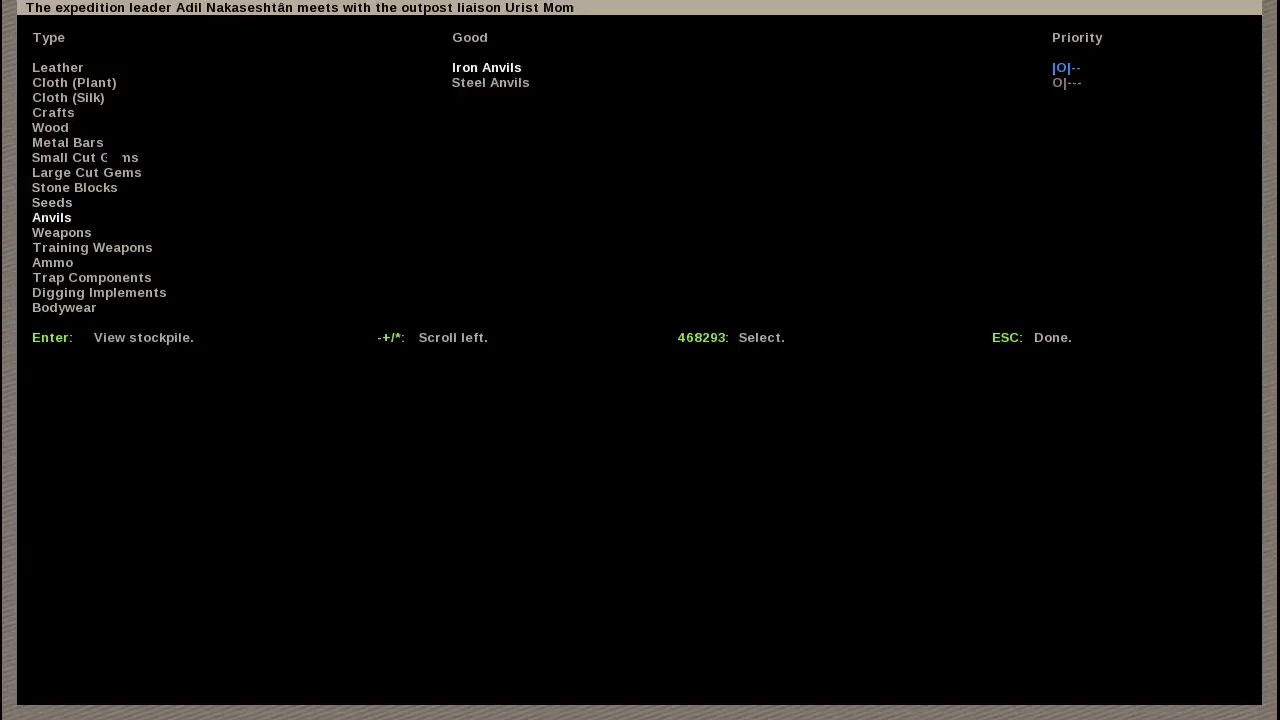 The expedition leader Adil Nakaseshtân meets with the outpost liaison Urist Mom
Type Good Priority
Leather Iron Anvils |O|--
Cloth (Plant) Steel Anvils O|---
Cloth (Silk)
Crafts
Wood
Metal Bars
Small Cut G ms
Large Cut Gems
Stone Blocks
Seeds
Anvils
Weapons
Training Weapons
Ammo
Trap Components
Digging Implements
Bodywear
Enter: View stockpile. -+/*: Scroll left. 468293: Select. ESC: Done.